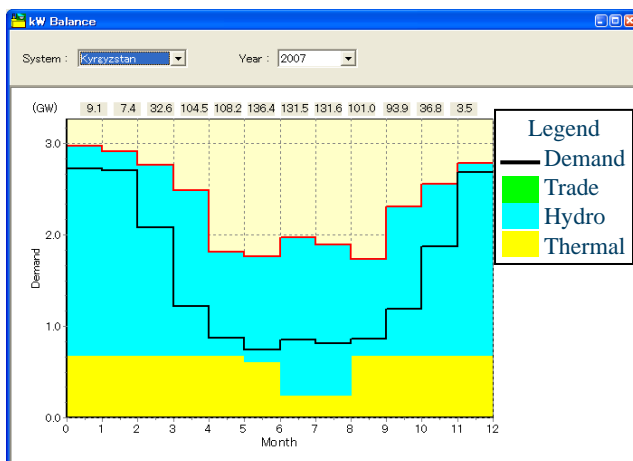 kW Balance
System : Kyrgyzstan Year : 2007
(GW) 9.1 7.4 32.6 104.5 108.2 136.4 131.5 131.6 101.0 93.9 36.8 3.5
Legend
Demand
Trade
Hydro
Thermal
3.0
2.0
1.0
0.0
Demand
0 1 2 3 4 5 6 7 8 9 10 11 12
Month